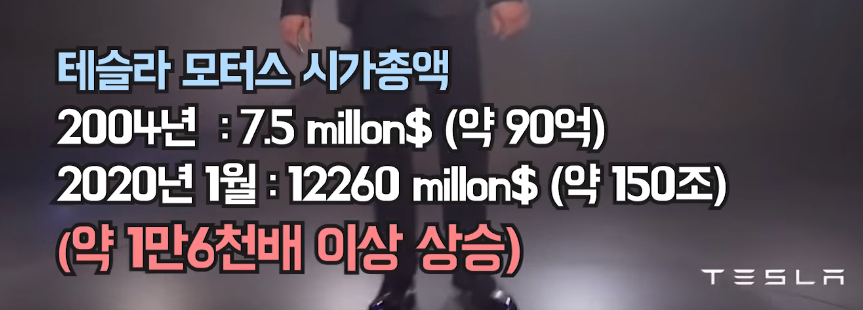 테슬라 모터스 시가총액
2004년 : 7.5 millon$ (약 90억)
2020년 1월 : 12260 millon$ (약 150조)
(약 1만6천배 이상 상승)
TESLA